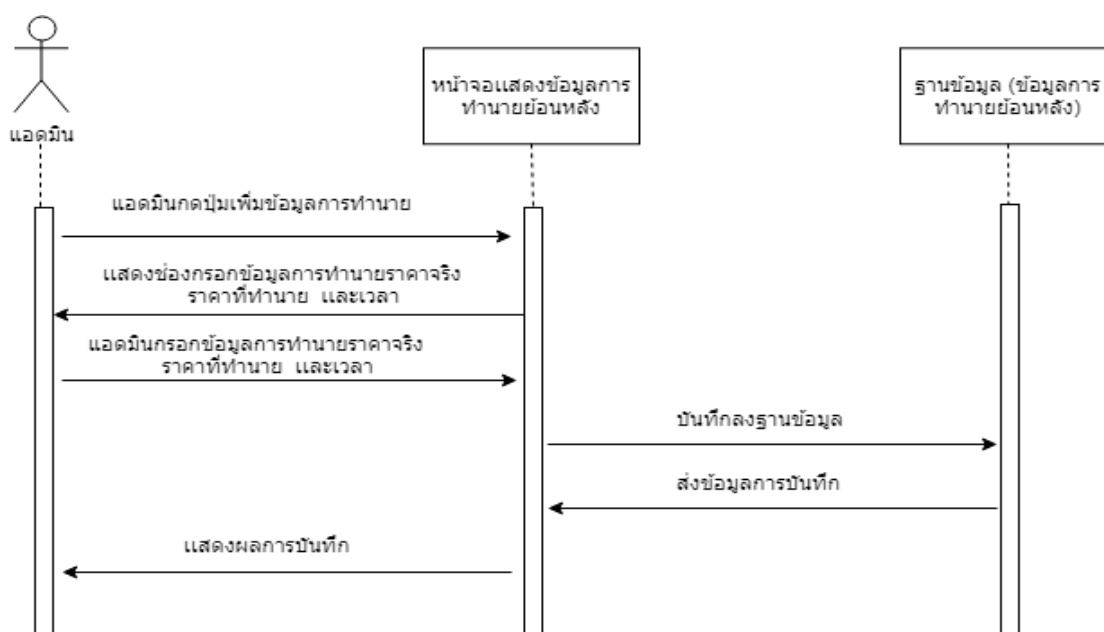 หน้าจอแสดงข้อมูลการ
ทำนายย้อนหลัง
ฐานข้อมูล (ข้อมูลการ
ทำนายย้อนหลัง)
แอดมิน
แอดมินกดปุ่มเพิ่มข้อมูลการทำนาย
แสดงช่องกรอกข้อมูลการทำนายราคาจริง
ราคาที่ทำนาย และเวลา
แอดมินกรอกข้อมูลการทำนายราคาจริง
ราคาที่ทำนาย และเวลา
บันทึกลงฐานข้อมูล
ส่งข้อมูลการบันทึก
แสดงผลการบันทึก